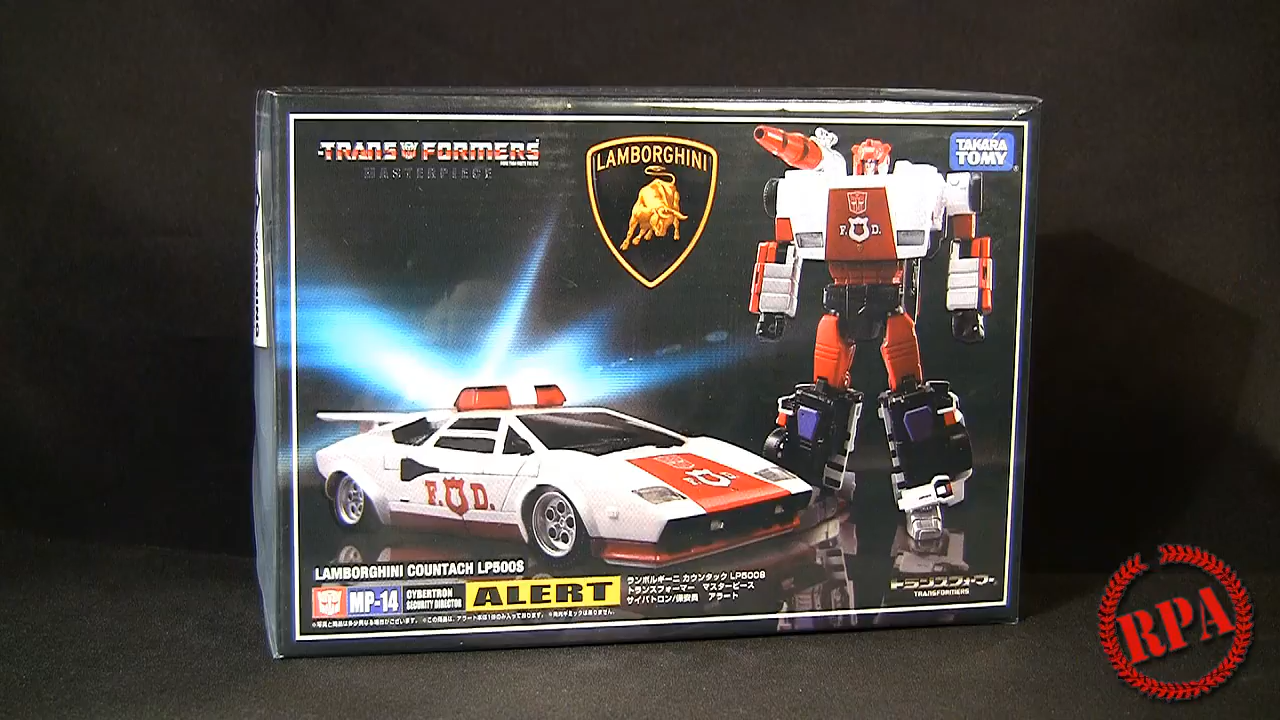 TRANSFORMERS
MASTERPIECE
LAMBORGHINI
TAKARA
TOMY
F. D.
F. D.
F. D.
LAMBORGHINI COUNTACH LP500S
MP-14
CYBERTRON
SECURITY DIRECTOR
ALERT
ランボルギーニ カウンタック LP500S
トランスフォーマー マスターピース
サイバトロン/保安員 アラート
トランスフォーマー
TRANSFORMERS
RPA